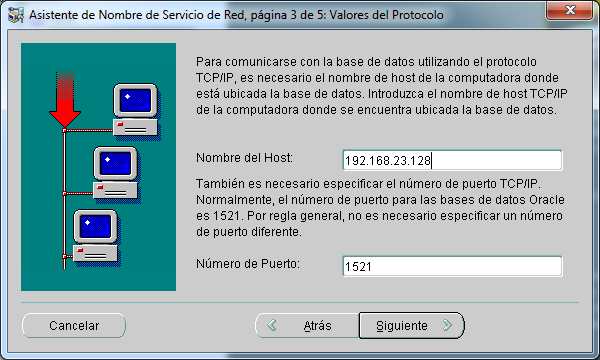 Asistente de Nombre de Servicio de Red, página 3 de 5: Valores del Protocolo
Para comunicarse con la base de datos utilizando el protocolo
TCP/IP, es necesario el nombre de host de la computadora donde
está ubicada la base de datos. Introduzca el nombre de host TCP/IP
de la computadora donde se encuentra ubicada la base de datos.
Nombre del Host:
192.168.23.128
También es necesario especificar el número de puerto TCP/IP.
Normalmente, el número de puerto para las bases de datos Oracle
es 1521. Por regla general, no es necesario especificar un número
de puerto diferente.
Número de Puerto:
1521
Cancelar
Atrás
Siguiente